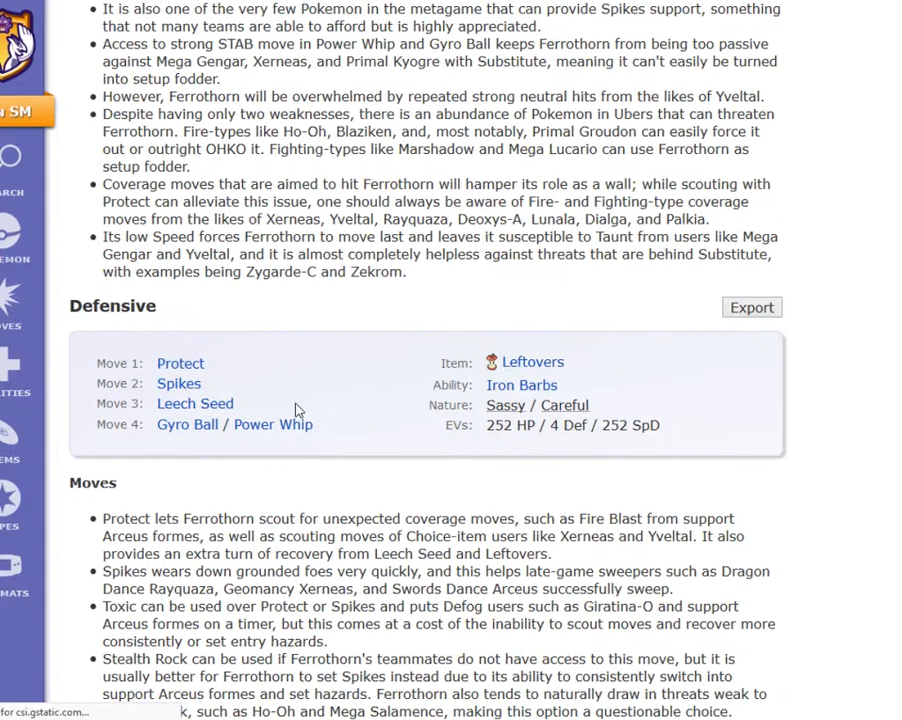 It is also one of the very few Pokemon in the metagame that can provide Spikes support, something
that not many teams are able to afford but is highly appreciated.
Access to strong STAB move in Power Whip and Gyro Ball keeps Ferrothorn from being too passive
against Mega Gengar, Xerneas, and Primal Kyogre with Substitute, meaning it can't easily be turned
into setup fodder.
However, Ferrothorn will be overwhelmed by repeated strong neutral hits from the likes of Yveltal.
Despite having only two weaknesses, there is an abundance of Pokemon in Ubers that can threaten
Ferrothorn. Fire-types like Ho-Oh, Blaziken, and, most notably, Primal Groudon can easily force it
out or outright OHKO it. Fighting-types like Marshadow and Mega Lucario can use Ferrothorn as
setup fodder.
Coverage moves that are aimed to hit Ferrothorn will hamper its role as a wall; while scouting with
Protect can alleviate this issue, one should always be aware of Fire- and Fighting-type coverage
moves from the likes of Xerneas, Yveltal, Rayquaza, Deoxys-A, Lunala, Dialga, and Palkia.
Its low Speed forces Ferrothorn to move last and leaves it susceptible to Taunt from users like Mega
Gengar and Yveltal, and it is almost completely helpless against threats that are behind Substitute,
with examples being Zygarde-C and Zekrom.
Defensive
Export
Move 1: Protect
Move 2: Spikes
Move 3: Leech Seed
Move 4: Gyro Ball / Power Whip
Item: Leftovers
Ability: Iron Barbs
Nature: Sassy / Careful
EVs: 252 HP / 4 Def / 252 SpD
Moves
Protect lets Ferrothorn scout for unexpected coverage moves, such as Fire Blast from support
Arceus formes, as well as scouting moves of Choice-item users like Xerneas and Yveltal. It also
provides an extra turn of recovery from Leech Seed and Leftovers.
Spikes wears down grounded foes very quickly, and this helps late-game sweepers such as Dragon
Dance Rayquaza, Geomancy Xerneas, and Swords Dance Arceus successfully sweep.
Toxic can be used over Protect or Spikes and puts Defog users such as Giratina-O and support
Arceus formes on a timer, but this comes at a cost of the inability to scout moves and recover more
consistently or set entry hazards.
Stealth Rock can be used if Ferrothorn's teammates do not have access to this move, but it is
usually better for Ferrothorn to set Spikes instead due to its ability to consistently switch into
support Arceus formes and set hazards. Ferrothorn also tends to naturally draw in threats weak to
k, such as Ho-Oh and Mega Salamence, making this option a questionable choice.
for csi.gstatic.com...
SM
ARCH
EMON
VES
ITIES
EMS
PES
MATS